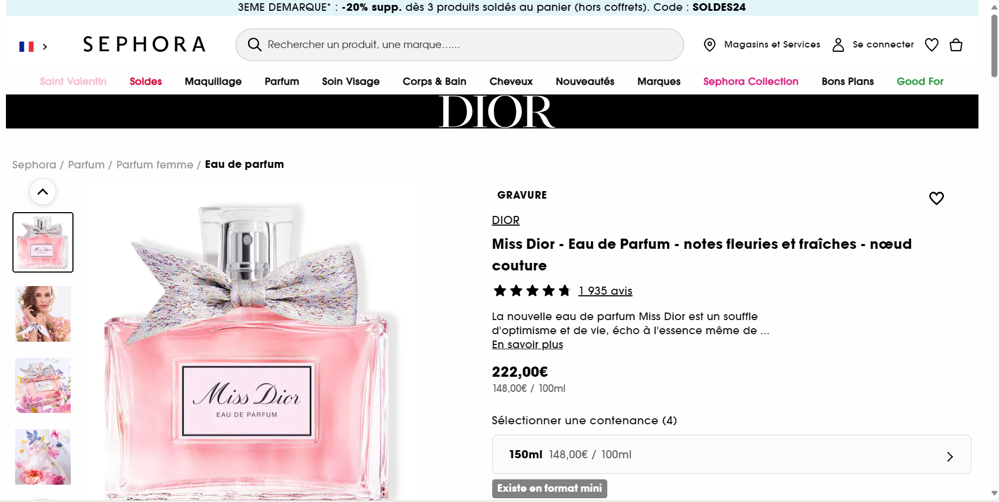 3EME DEMARQUE* : -20% supp. dès 3 produits soldés au panier (hors coffrets). Code : SOLDES24
SEPHORA
Rechercher un produit, une marque......
Magasins et Services
Se connecter
Saint Valentin
Soldes
Maquillage
Parfum
Soin Visage
Corps & Bain
Cheveux
Nouveautés
Marques
Sephora Collection
Bons Plans
Good For
DIOR
Sephora / Parfum / Parfum femme / Eau de parfum
GRAVURE
DIOR
Miss Dior - Eau de Parfum - notes fleuries et fraîches - nœud
couture
1 935 avis
La nouvelle eau de parfum Miss Dior est un souffle
d'optimisme et de vie, écho à l'essence même de ...
En savoir plus
222,00€
148,00€ / 100ml
Sélectionner une contenance (4)
150ml 148,00€ / 100ml
Existe en format mini
Miss Dior
EAU DE PARFUM
Miss Dior
Miss Dior